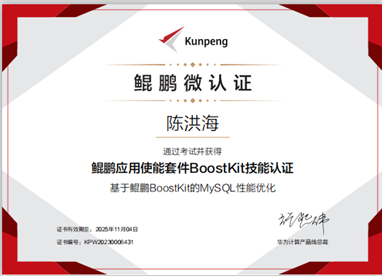 Kunpeng
鲲鹏微认证
陈洪海
通过考试并获得
鲲鹏应用使能套件BoostKit技能认证
基于鲲鹏BoostKit的MySQL性能优化
证书有效期至: 2025年11月04日
证书编号: KPW20230006431
华为计算产品线总裁